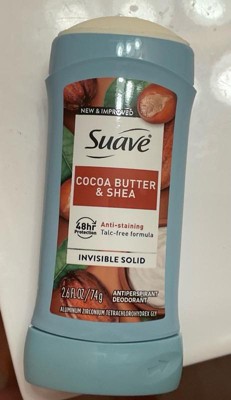 NEW & IMPROVED
Suave
COCOA BUTTER
& SHEA
48hr
Protection
Anti-staining
Talc-free formula
INVISIBLE SOLID
2.6 FL OZ / 74 g
ANTIPERSPIRANT
DEODORANT
ALUMINUM ZIRCONIUM TETRACHLOROHYDREX GLY